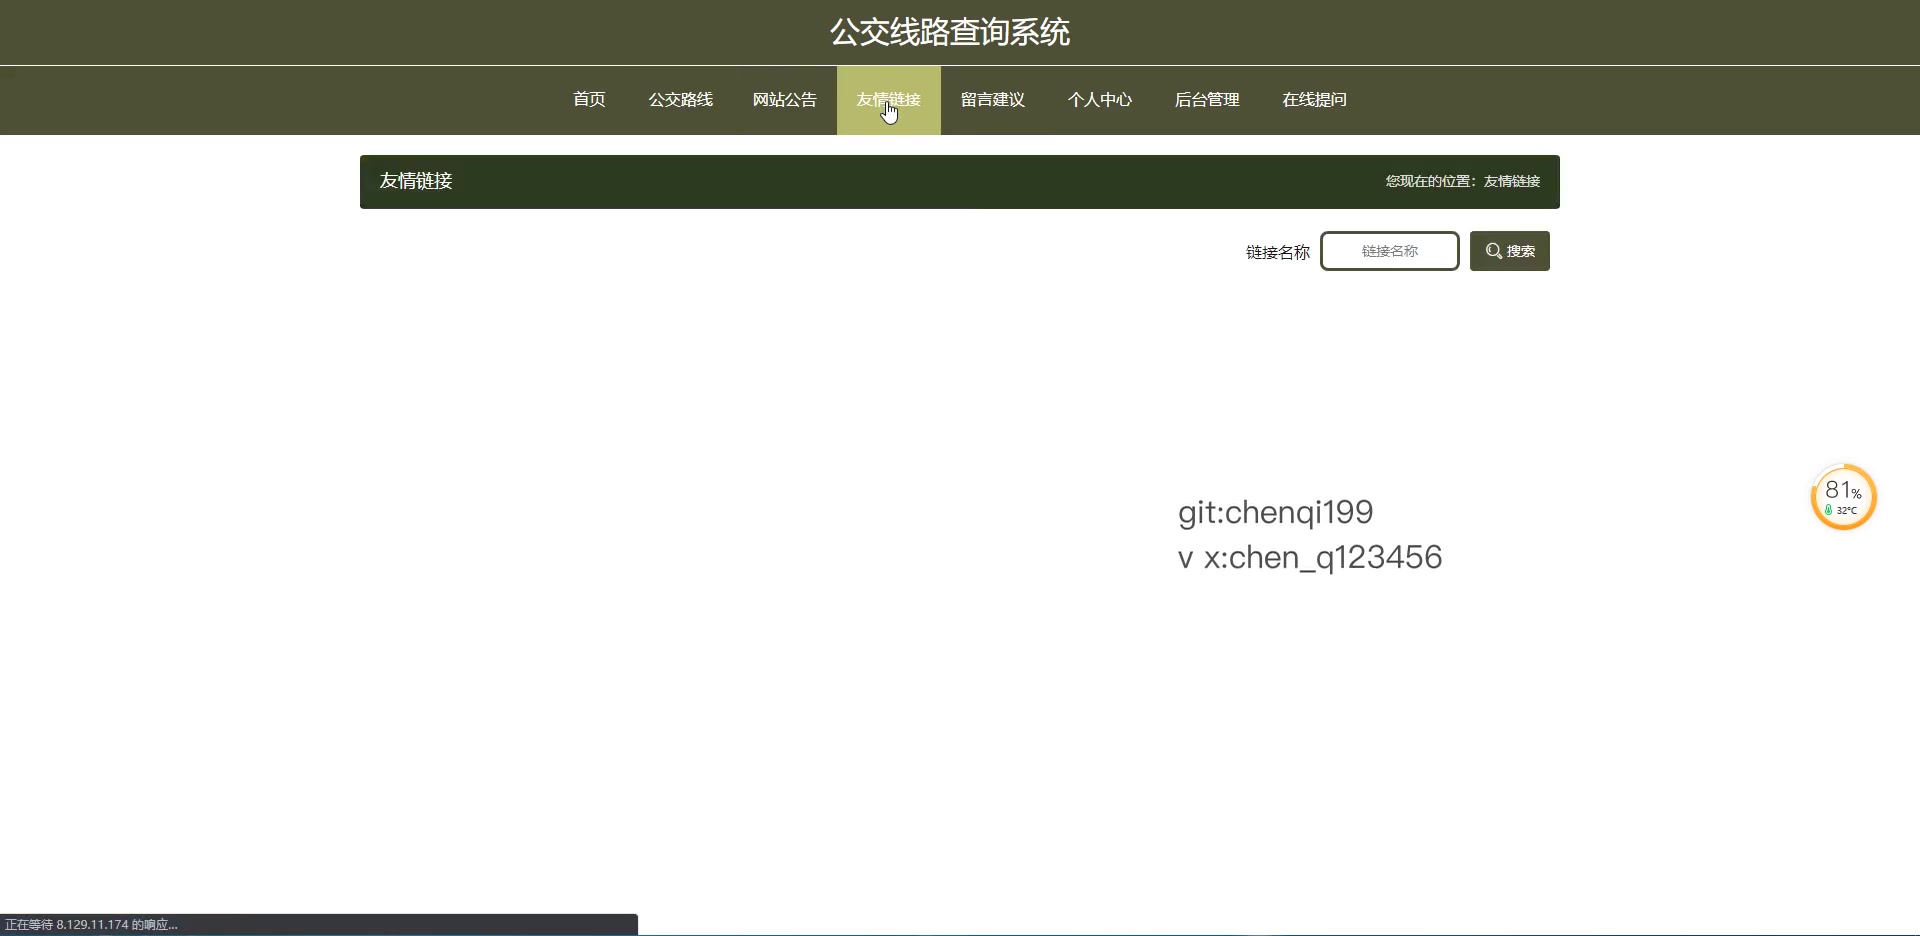 公交线路查询系统
首页 公交路线 网站公告 友情链接 留言建议 个人中心 后台管理 在线提问
友情链接 您现在的位置：友情链接
链接名称 链接名称 搜索
81%
32°C
git:chenqi199
v x:chen_q123456
正在等待 8.129.11.174 的响应...